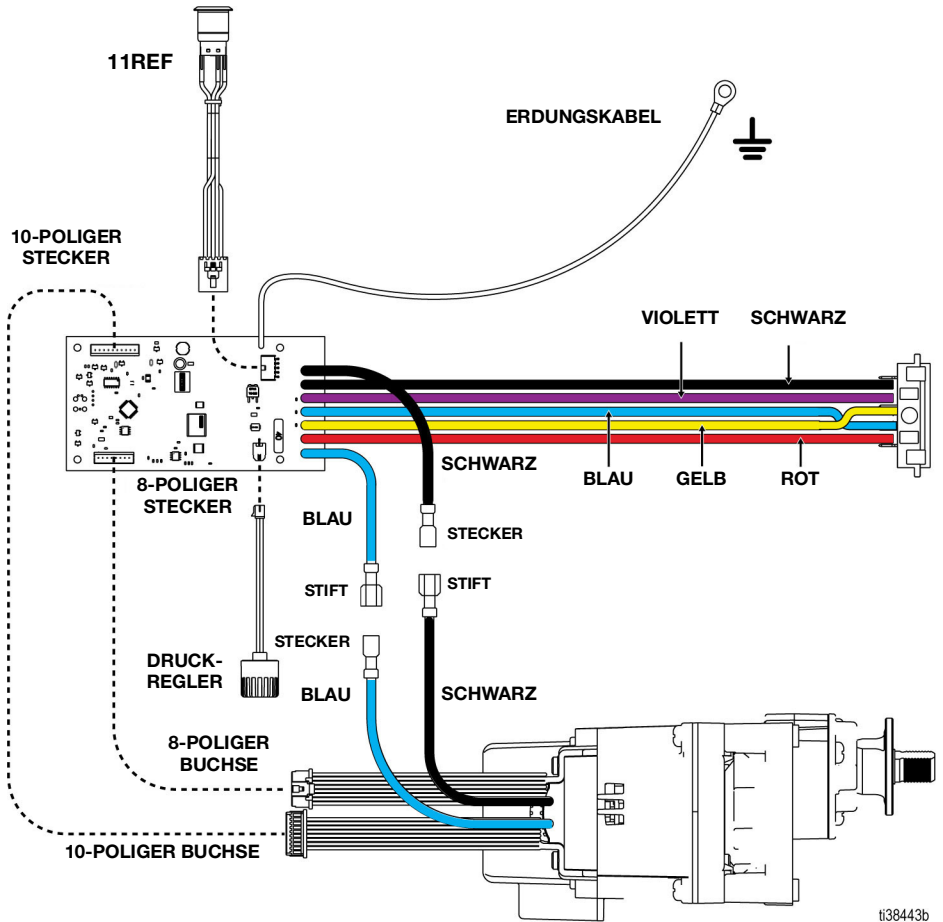 11REF
ERDUNGSKABEL
10-POLIGER
STECKER
VIOLETT
SCHWARZ
SCHWARZ
BLAU
GELB
ROT
8-POLIGER
STECKER
BLAU
STECKER
STIFT
STIFT
STECKER
DRUCK-
REGLER
BLAU
SCHWARZ
8-POLIGER
BUCHSE
10-POLIGER BUCHSE
ti38443b